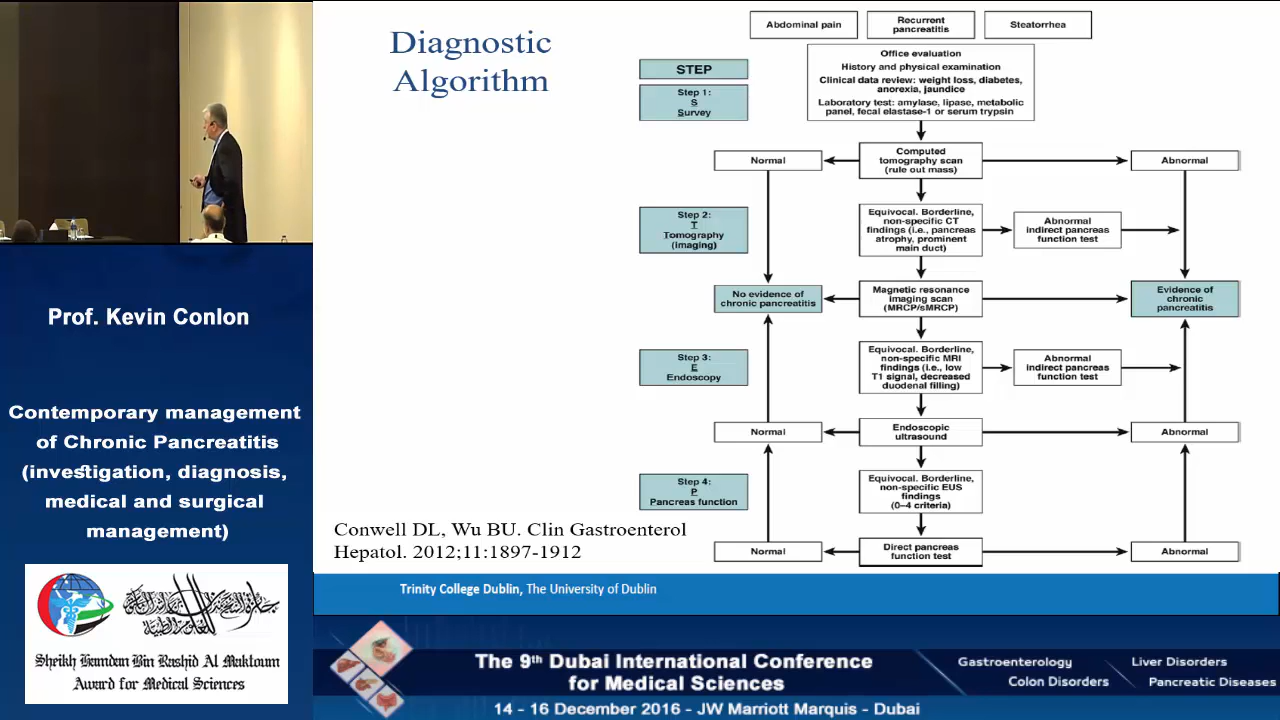 Diagnostic
Algorithm
Abdominal pain
Recurrent
pancreatitis
Steatorrhea
STEP
Step 1:
S
Survey
Office evaluation
History and physical examination
Clinical data review: weight loss, diabetes,
anorexia, jaundice
Laboratory test: amylase, lipase, metabolic
panel, fecal elastase-1 or serum trypsin
Normal
Computed
tomography scan
(rule out mass)
Abnormal
Step 2:
T
Tomography
(imaging)
Equivocal. Borderline,
non-specific CT
findings (i.e., pancreas
atrophy, prominent
main duct)
Abnormal
indirect pancreas
function test
No evidence of
chronic pancreatitis
Magnetic resonance
imaging scan
(MRCP/sMRCP)
Evidence of
chronic
pancreatitis
Step 3:
E
Endoscopy
Equivocal. Borderline,
non-specific MRI
findings (i.e., low
T1 signal, decreased
duodenal filling)
Abnormal
indirect pancreas
function test
Normal
Endoscopic
ultrasound
Abnormal
Step 4:
P
Pancreas function
Equivocal. Borderline,
non-specific EUS
findings
(0–4 criteria)
Normal
Direct pancreas
function test
Abnormal
Conwell DL, Wu BU. Clin Gastroenterol
Hepatol. 2012;11:1897-1912
Trinity College Dublin, The University of Dublin
Prof. Kevin Conlon
Contemporary management
of Chronic Pancreatitis
(investigation, diagnosis,
medical and surgical
management)
Sheikh Hamdan Bin Rashid Al Maktoum
Award for Medical Sciences
The 9th Dubai International Conference
for Medical Sciences
14 - 16 December 2016 - JW Marriott Marquis - Dubai
Gastroenterology
Liver Disorders
Colon Disorders
Pancreatic Diseases